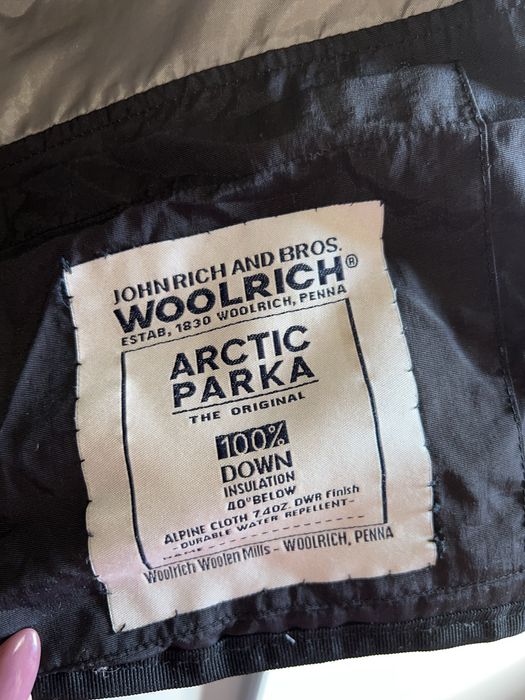 JOHN RICH AND BROS.
WOOLRICH®
ESTAB, 1830 WOOLRICH, PENNA
ARCTIC
PARKA
THE ORIGINAL
100%
DOWN
INSULATION
40°BELOW
ALPINE CLOTH 7.4OZ. DWR Finish
- DURABLE WATER REPELLENT -
NAME - - - - - - - - - - - - - - - -
Woolrich Woolen Mills - WOOLRICH, PENNA